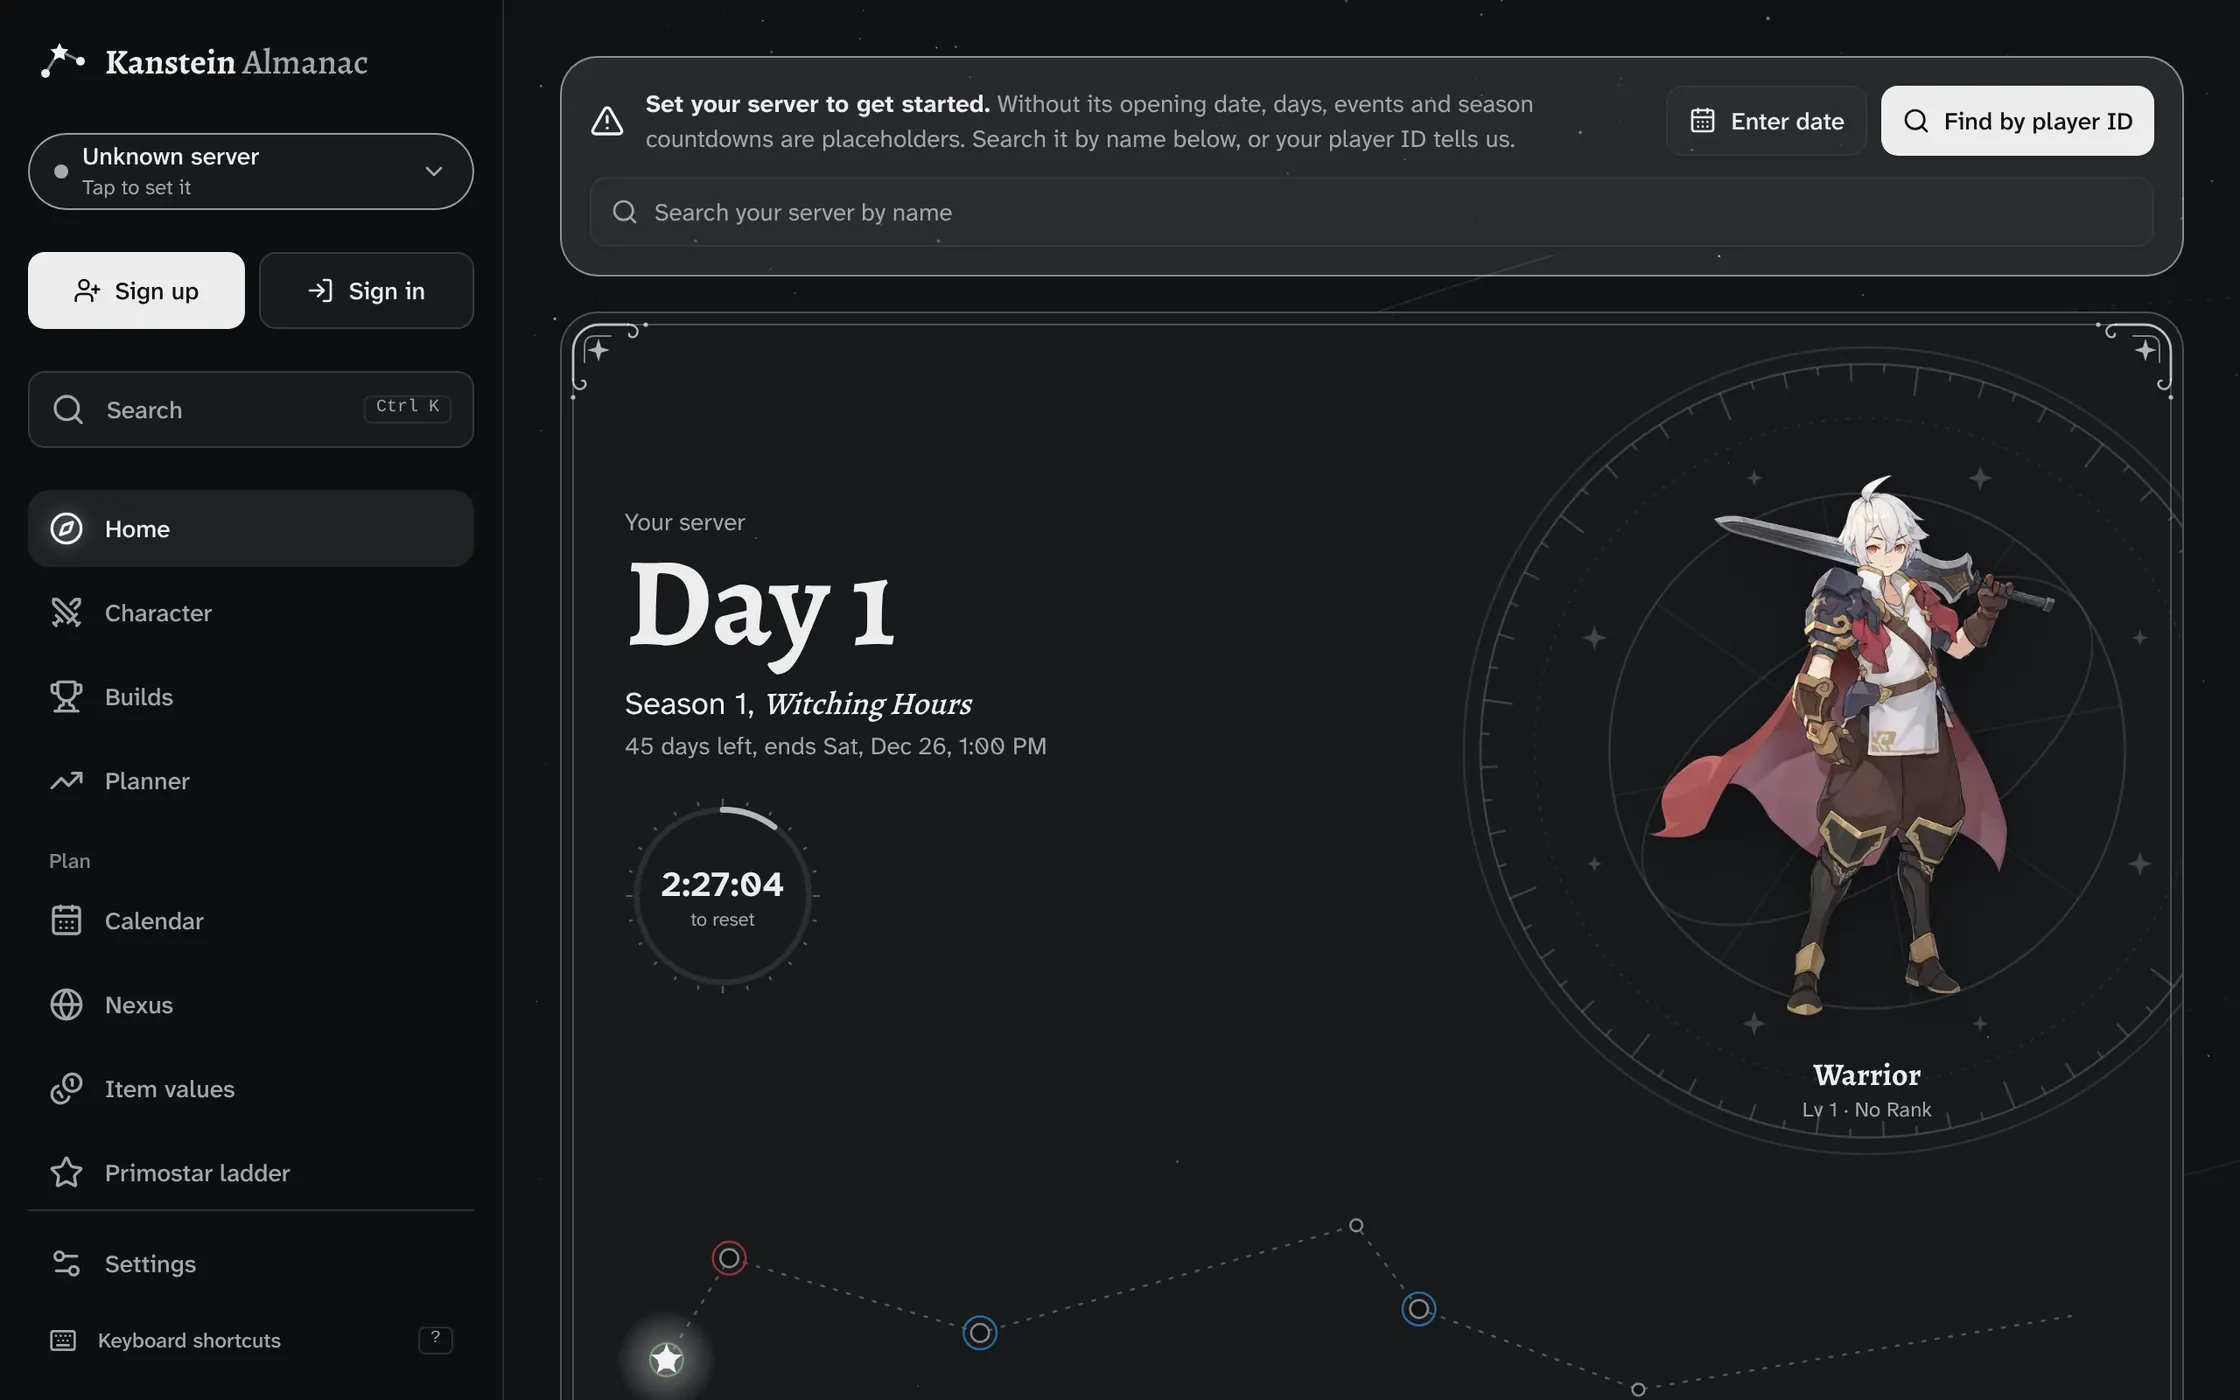 Kanstein Almanac
Unknown server
Tap to set it
Sign up
Sign in
Search
Ctrl K
Home
Character
Builds
Planner
Plan
Calendar
Nexus
Item values
Primostar ladder
Settings
Keyboard shortcuts
?
Set your server to get started. Without its opening date, days, events and season
countdowns are placeholders. Search it by name below, or your player ID tells us.
Enter date
Find by player ID
Search your server by name
Your server
Day 1
Season 1, Witching Hours
45 days left, ends Sat, Dec 26, 1:00 PM
2:27:04
to reset
Warrior
Lv 1 · No Rank